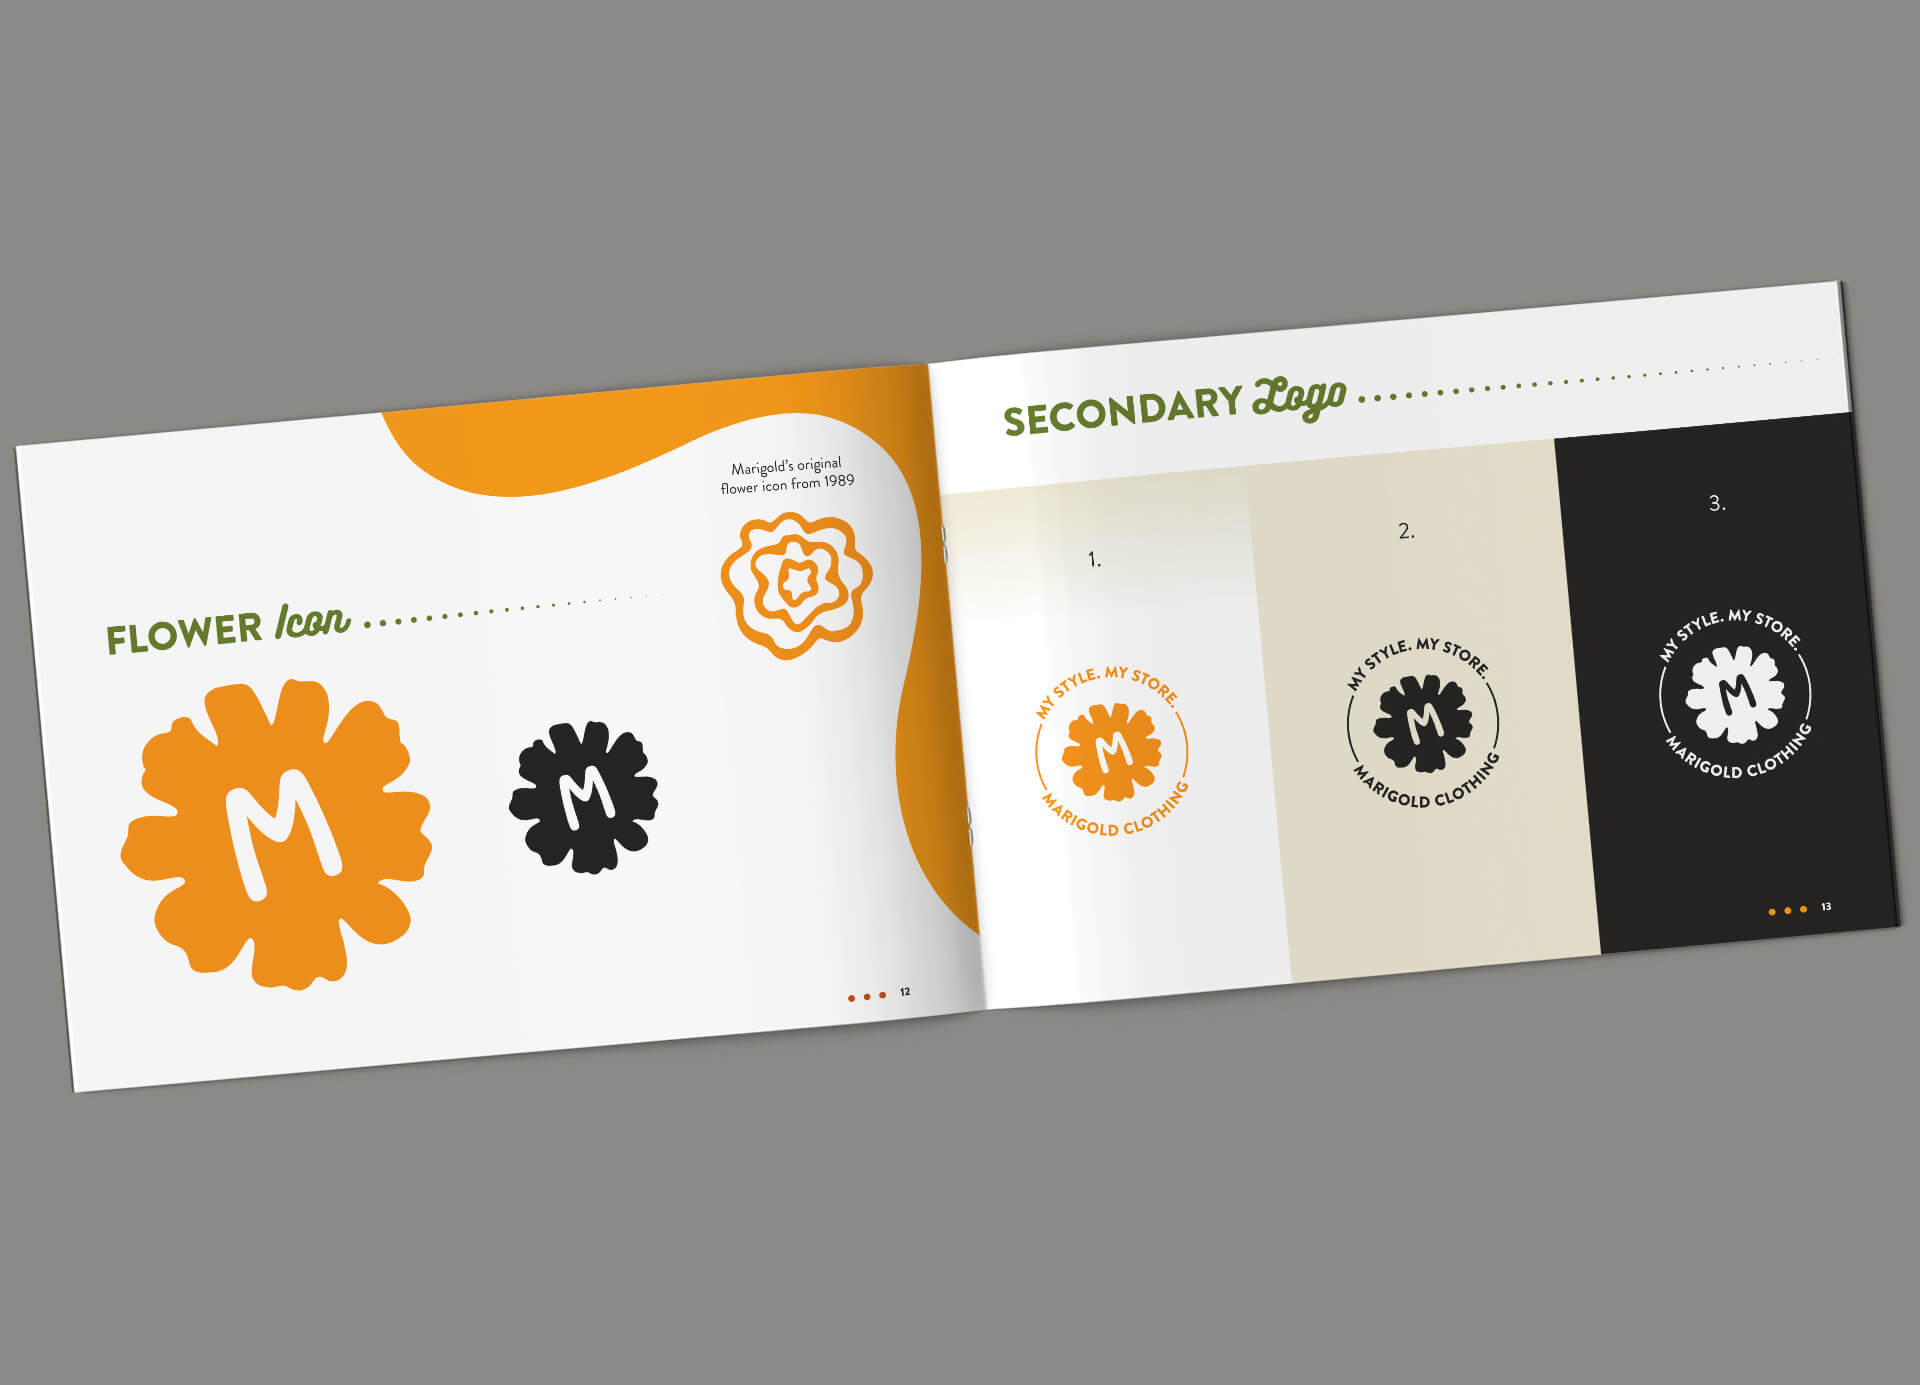 Marigold's original
flower icon from 1989
FLOWER Icon
M
M
12
SECONDARY Logo
1.
MY STYLE. MY STORE.
M
MARIGOLD CLOTHING
2.
MY STYLE. MY STORE.
M
MARIGOLD CLOTHING
3.
MY STYLE. MY STORE.
M
MARIGOLD CLOTHING
13